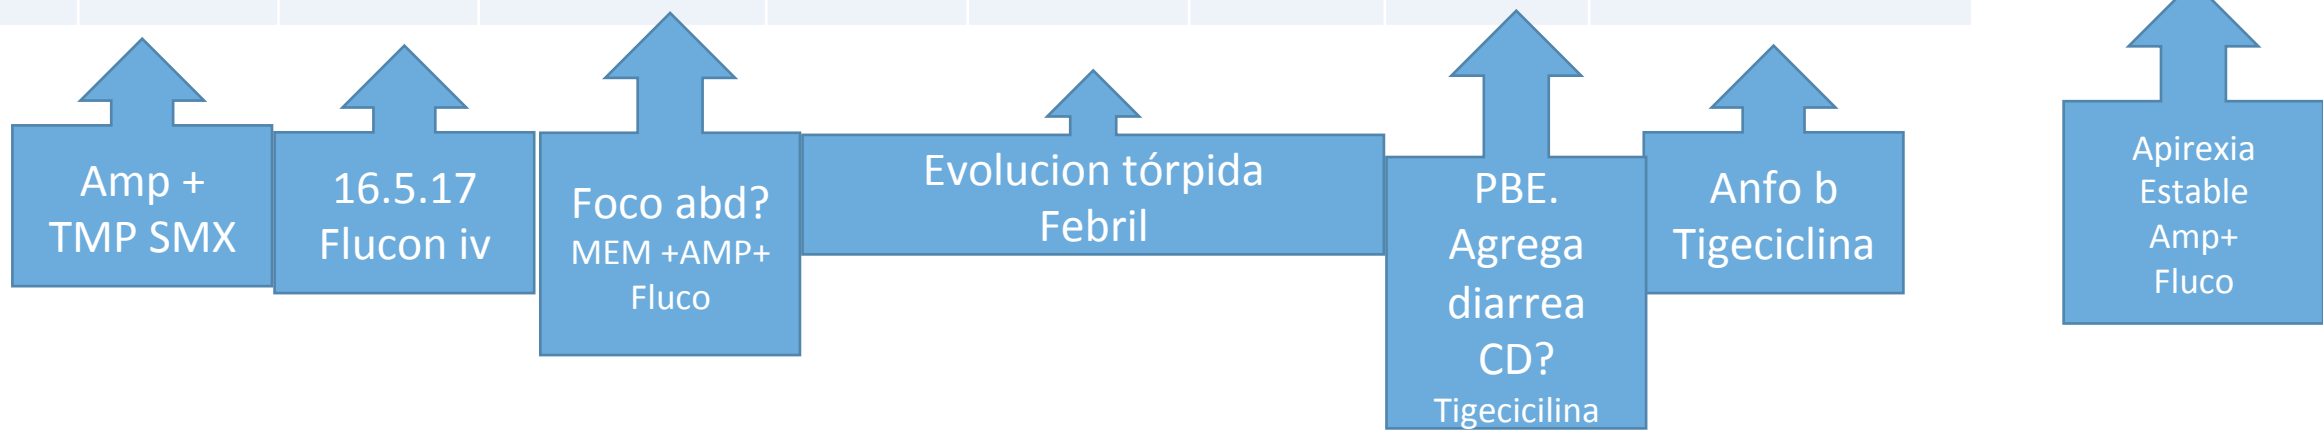 Amp +
TMP SMX
16.5.17
Flucon iv
Foco abd?
MEM +AMP+
Fluco
Evolucion tórpida
Febril
PBE.
Agrega
diarrea
CD?
Tigecicilina
Anfo b
Tigeciclina
Apirexia
Estable
Amp+
Fluco